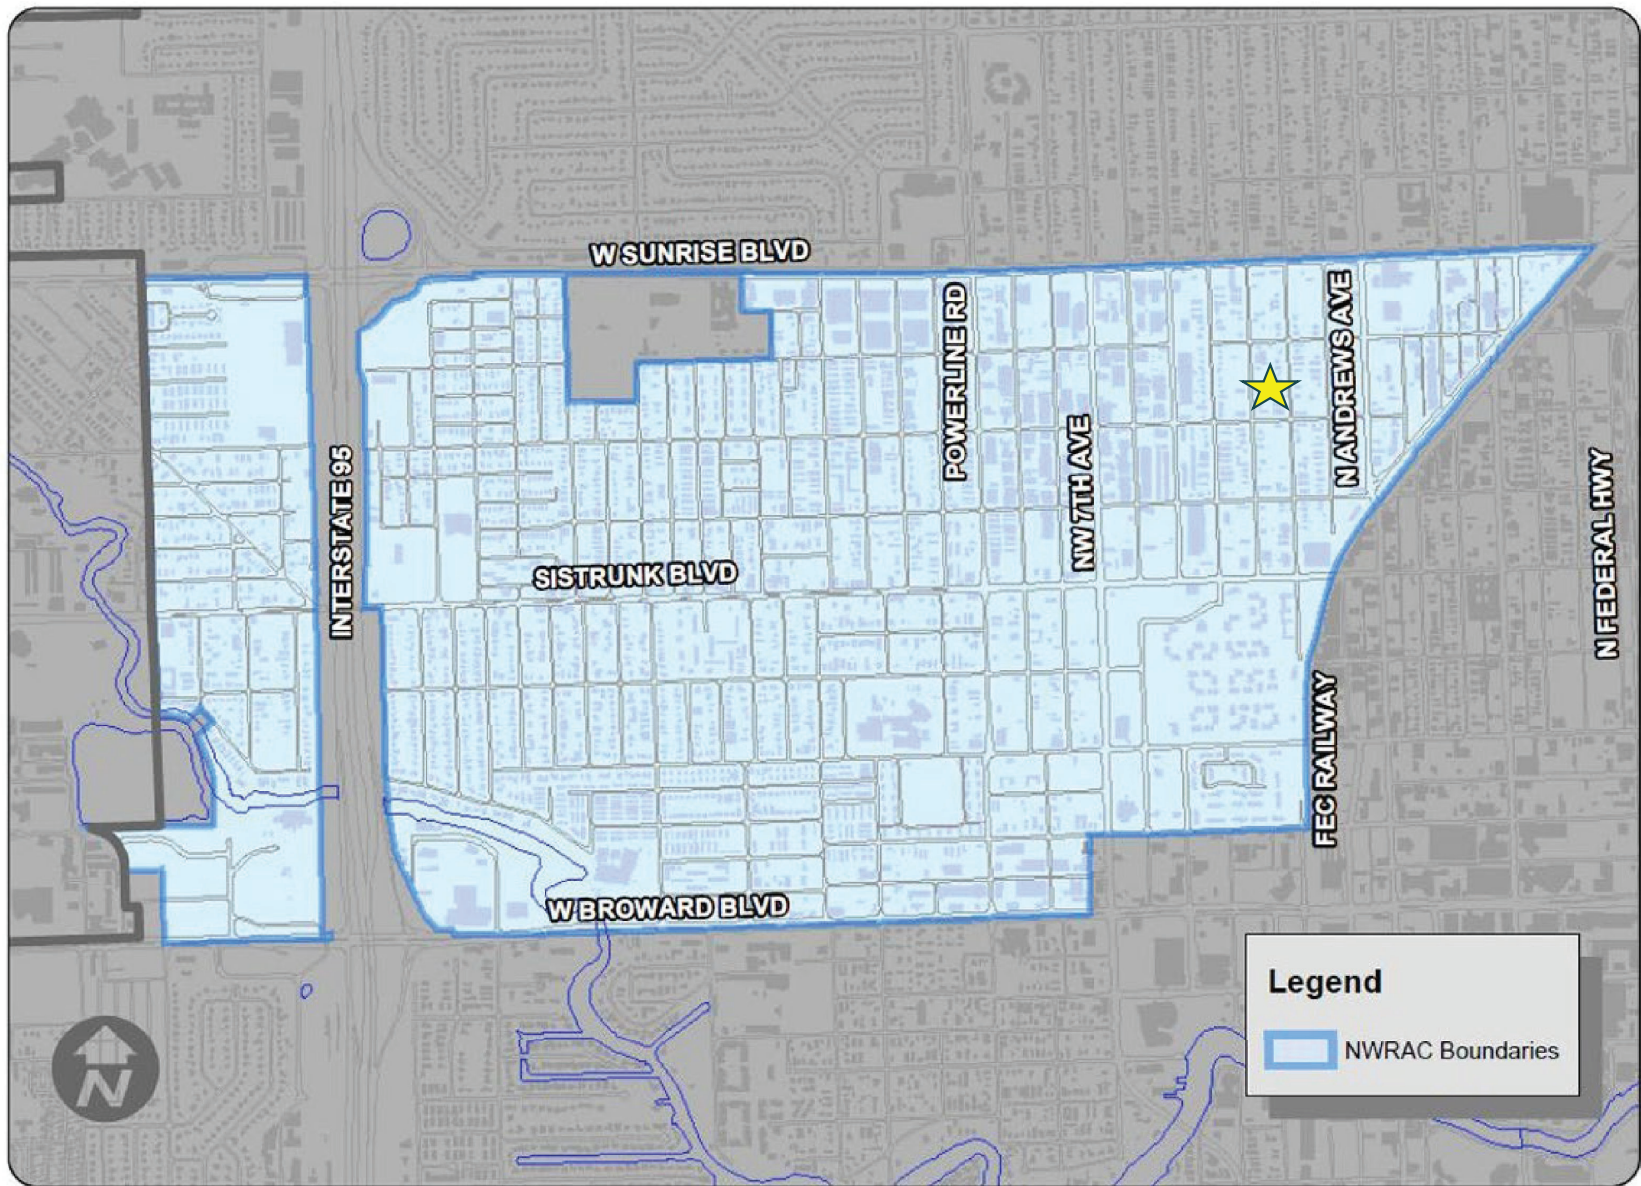 W SUNRISE BLVD
POWERLINE RD
N ANDREWS AVE
NW 7TH AVE
INTERSTATE 95
N FEDERAL HWY
SISTRUNK BLVD
FEC RAILWAY
W BROWARD BLVD
Legend
NWRAC Boundaries
N